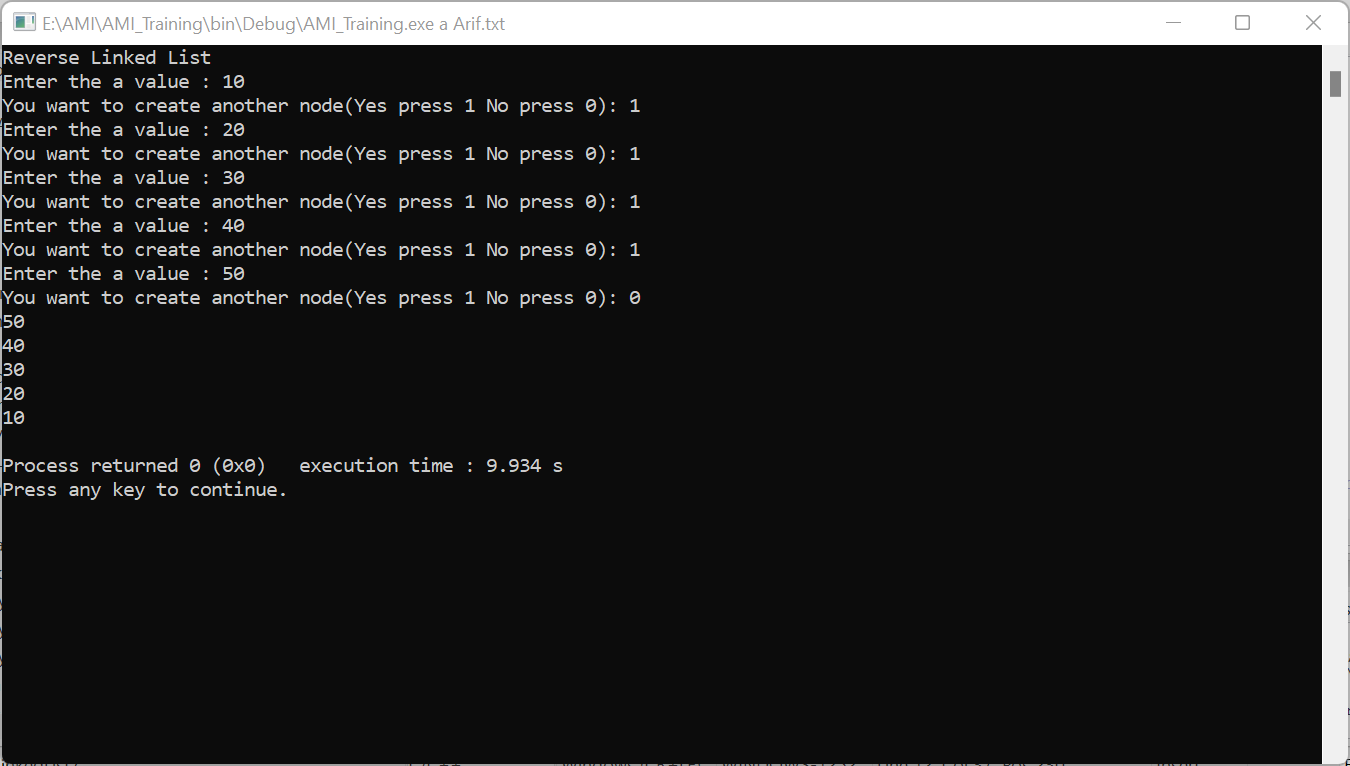 E:\AMI\AMI_Training\bin\Debug\AMI_Training.exe a Arif.txt
Reverse Linked List
Enter the a value : 10
You want to create another node(Yes press 1 No press 0): 1
Enter the a value : 20
You want to create another node(Yes press 1 No press 0): 1
Enter the a value : 30
You want to create another node(Yes press 1 No press 0): 1
Enter the a value : 40
You want to create another node(Yes press 1 No press 0): 1
Enter the a value : 50
You want to create another node(Yes press 1 No press 0): 0
50
40
30
20
10
Process returned 0 (0x0)   execution time : 9.934 s
Press any key to continue.